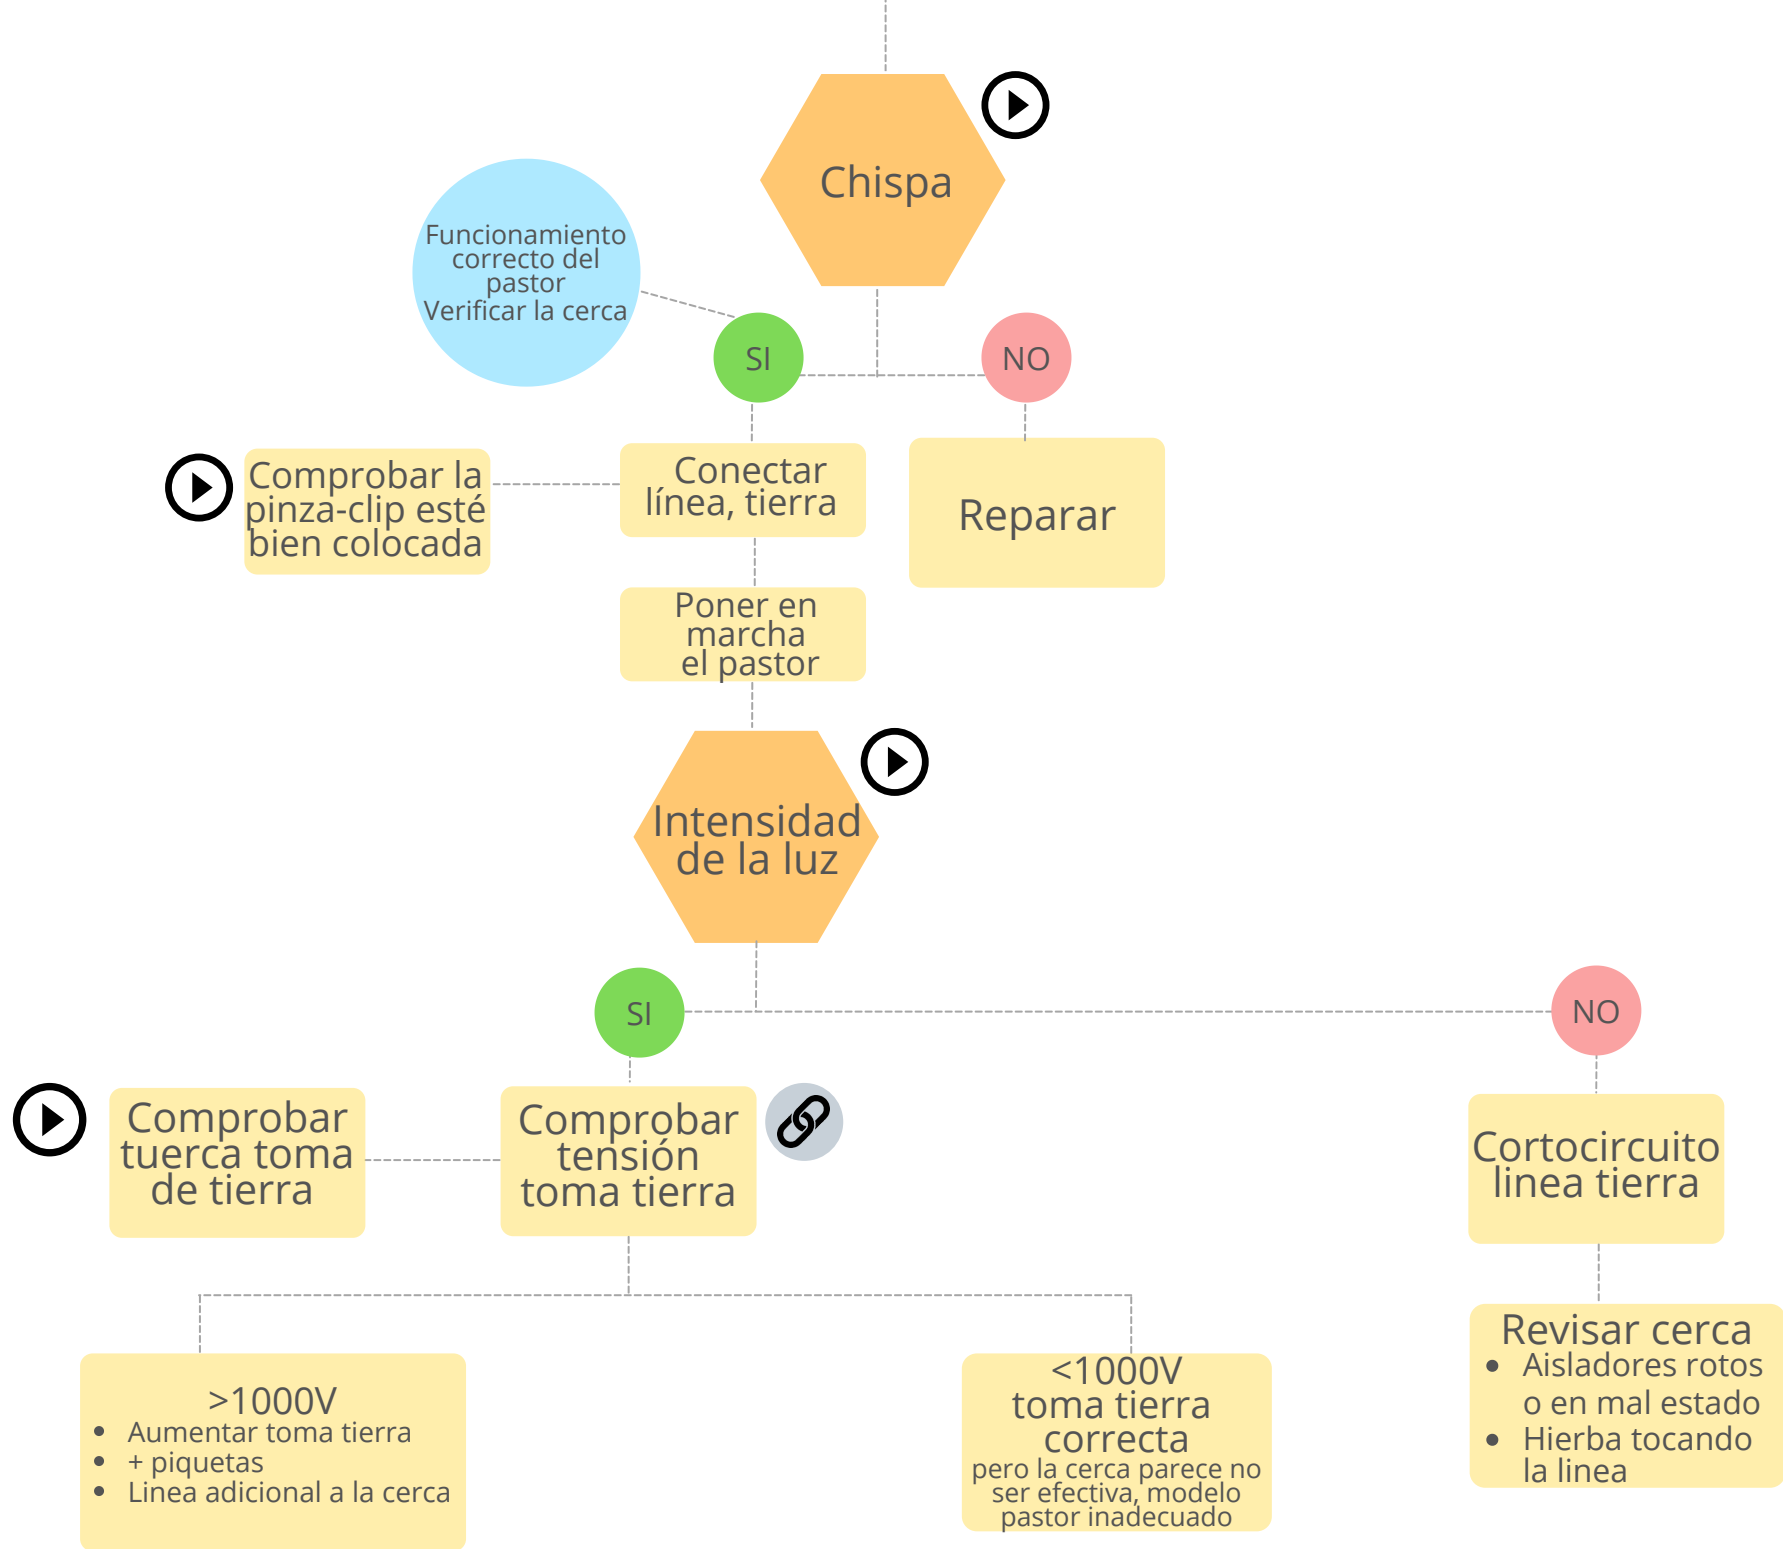 Chispa
Funcionamiento
correcto del
pastor
Verificar la cerca
SI
NO
Comprobar la
pinza-clip esté
bien colocada
Conectar
línea, tierra
Reparar
Poner en
marcha
el pastor
Intensidad
de la luz
SI
NO
Comprobar
tuerca toma
de tierra
Comprobar
tensión
toma tierra
Cortocircuito
linea tierra
>1000V
• Aumentar toma tierra
• + piquetas
• Linea adicional a la cerca
<1000V
toma tierra
correcta
pero la cerca parece no
ser efectiva, modelo
pastor inadecuado
Revisar cerca
• Aisladores rotos
o en mal estado
• Hierba tocando
la linea